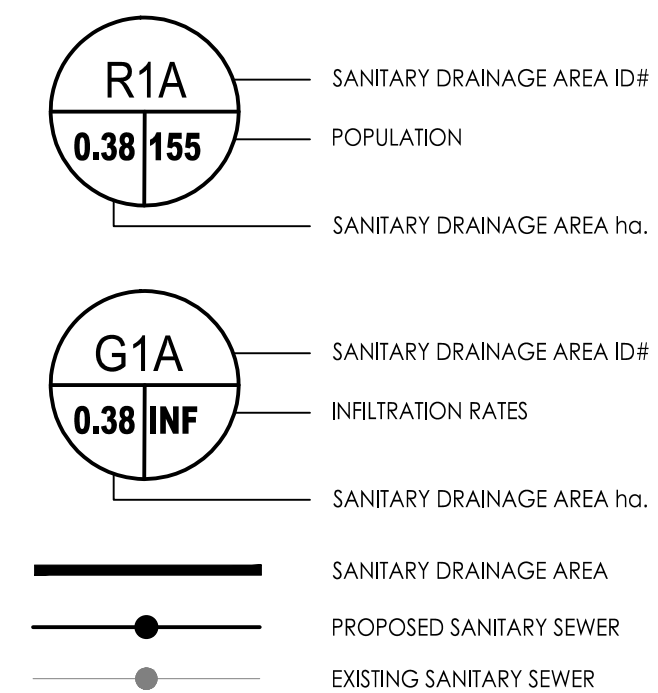 R1A
SANITARY DRAINAGE AREA ID#
0.38 155
POPULATION
SANITARY DRAINAGE AREA ha.
G1A
SANITARY DRAINAGE AREA ID#
0.38 INF
INFILTRATION RATES
SANITARY DRAINAGE AREA ha.
SANITARY DRAINAGE AREA
PROPOSED SANITARY SEWER
EXISTING SANITARY SEWER